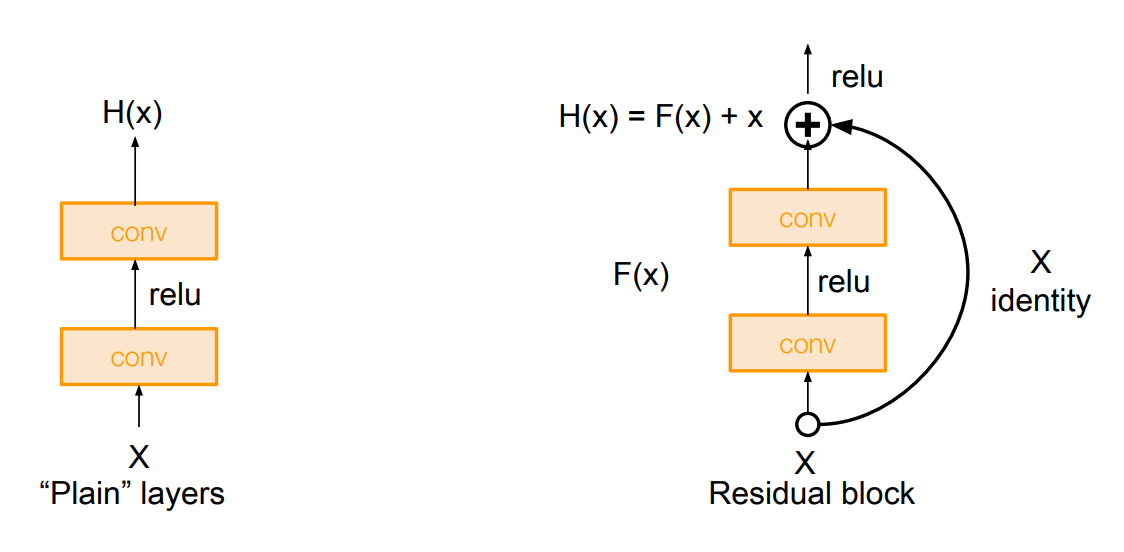 H(x)
conv
relu
conv
X
“Plain” layers
relu
H(x) = F(x) + x
conv
F(x)
relu
conv
X
identity
X
Residual block